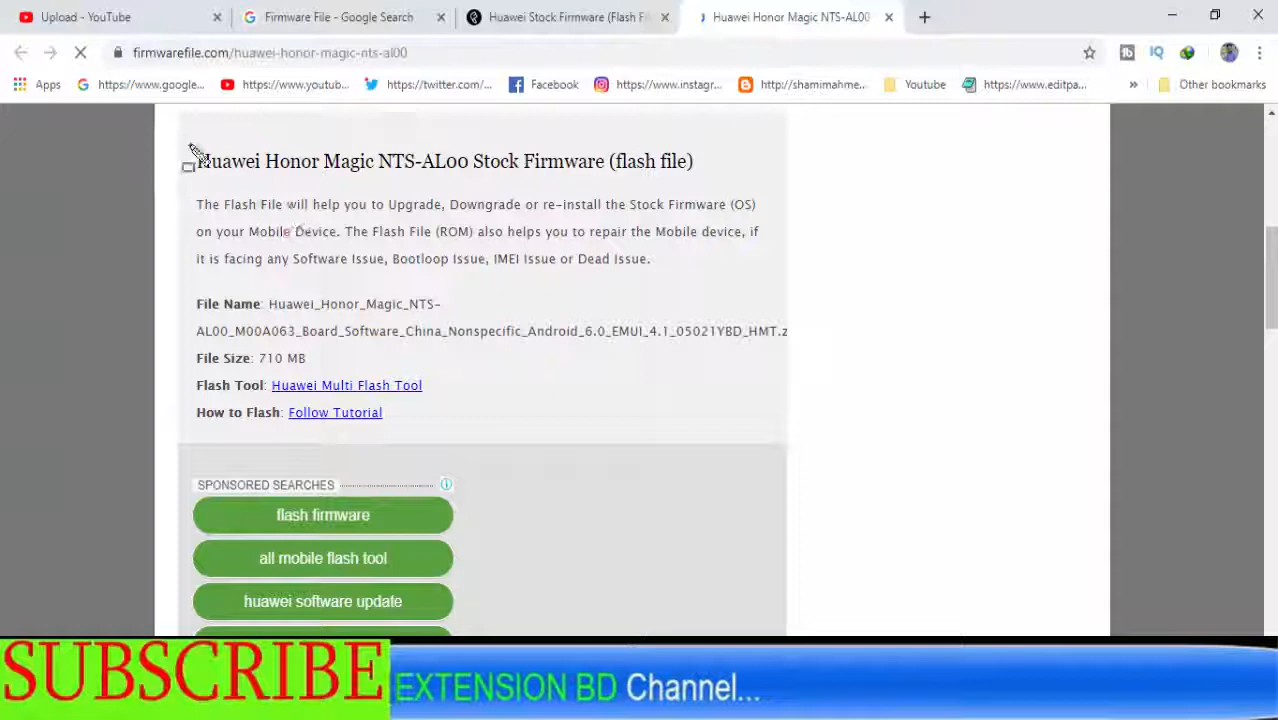 Upload - YouTube
Firmware File - Google Search
Huawei Stock Firmware (Flash F
Huawei Honor Magic NTS-AL00
firmwarefile.com/huawei-honor-magic-nts-al00
Apps
https://www.google...
https://www.youtub...
https://twitter.com/...
Facebook
https://www.instagr...
http://shamimahme...
Youtube
https://www.editpa...
Other bookmarks
Huawei Honor Magic NTS-AL00 Stock Firmware (flash file)
The Flash File will help you to Upgrade, Downgrade or re-install the Stock Firmware (OS)
on your Mobile Device. The Flash File (ROM) also helps you to repair the Mobile device, if
it is facing any Software Issue, Bootloop Issue, IMEI Issue or Dead Issue.
File Name: Huawei_Honor_Magic_NTS-
AL00_M00A063_Board_Software_China_Nonspecific_Android_6.0_EMUI_4.1_05021YBD_HMT.z
File Size: 710 MB
Flash Tool: Huawei Multi Flash Tool
How to Flash: Follow Tutorial
SPONSORED SEARCHES
flash firmware
all mobile flash tool
huawei software update
SUBSCRIBE
EXTENSION BD Channel...